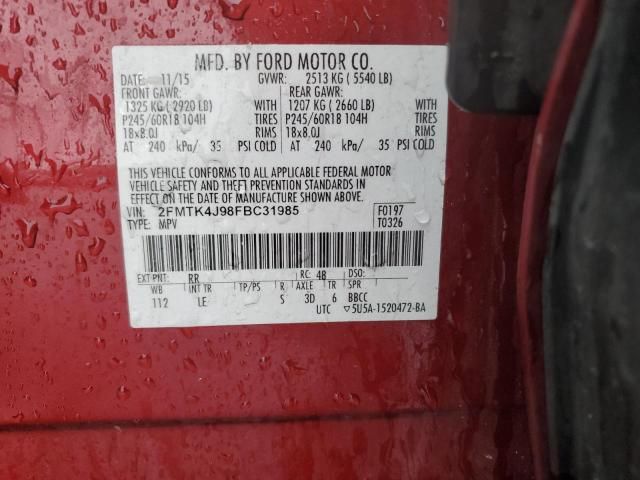 MFD. BY FORD MOTOR CO.
DATE: 11/15 GVWR: 2513 KG ( 5540 LB)
FRONT GAWR: REAR GAWR:
1325 KG ( 2920 LB) WITH 1207 KG ( 2660 LB) WITH
P245/60R18 104H TIRES P245/60R18 104H TIRES
18x8.0J RIMS 18x8.0J RIMS
AT 240 kPa/ 35 PSI COLD AT 240 kPa/ 35 PSI COLD
THIS VEHICLE CONFORMS TO ALL APPLICABLE FEDERAL MOTOR
VEHICLE SAFETY AND THEFT PREVENTION STANDARDS IN
EFFECT ON THE DATE OF MANUFACTURE SHOWN ABOVE.
VIN: 2FMTK4J98FBC31985 F0197
TYPE: MPV T0326
EXT PNT: RR RC: 48 DSO:
WB INT TR TP/PS R AXLE TR SPR
112 LE S 3D 6 BBCC
UTC ▽5U5A-1520472-BA